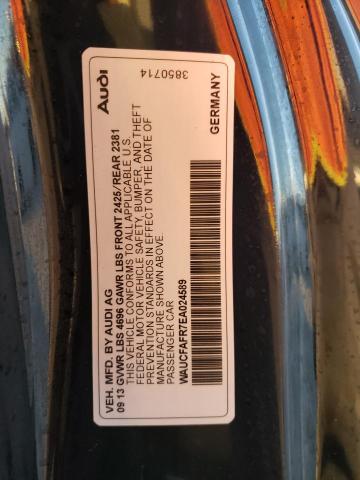 Audi
3850714
GERMANY
VEH. MFD. BY AUDI AG
09 13 GVWR LBS 4696 GAWR LBS FRONT 2425/REAR 2381
THIS VEHICLE CONFORMS TO ALL APPLICABLE U.S.
FEDERAL MOTOR VEHICLE SAFETY, BUMPER, AND THEFT
PREVENTION STANDARDS IN EFFECT ON THE DATE OF
MANUFACTURE SHOWN ABOVE.
PASSENGER CAR
WAUCFAFR7EA024589